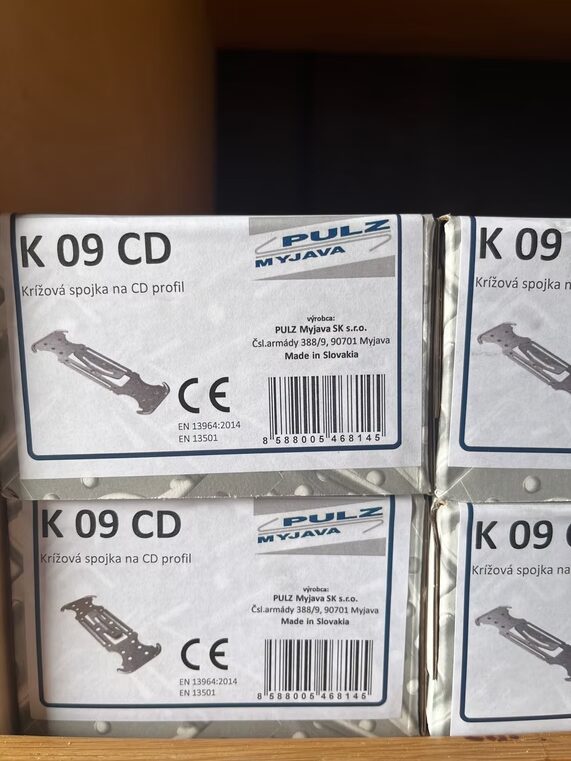 K 09 CD
Krížová spojka na CD profil
PULZ
MYJAVA
výrobca:
PULZ Myjava SK s.r.o.
Čsl.armády 388/9, 90701 Myjava
Made in Slovakia
CE
EN 13964:2014
EN 13501
8 588005 468145
K 09
Krížová spojka n
K 09 CD
Krížová spojka na CD profil
PULZ
MYJAVA
výrobca:
PULZ Myjava SK s.r.o.
Čsl.armády 388/9, 90701 Myjava
Made in Slovakia
CE
EN 13964:2014
EN 13501
8 588005 468145
K 09
Krížová spojka na